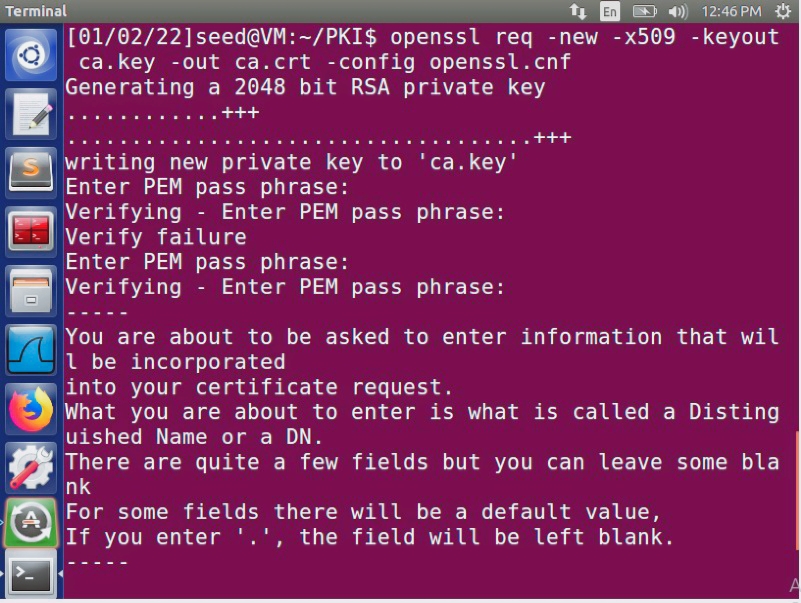 Terminal
En
12:46 PM
[01/02/22]seed@VM:~/PKI$ openssl req -new -x509 -keyout
ca.key -out ca.crt -config openssl.cnf
Generating a 2048 bit RSA private key
............+++
.....................................+++
writing new private key to 'ca.key'
Enter PEM pass phrase:
Verifying - Enter PEM pass phrase:
Verify failure
Enter PEM pass phrase:
Verifying - Enter PEM pass phrase:
-----
You are about to be asked to enter information that wil
l be incorporated
into your certificate request.
What you are about to enter is what is called a Disting
uished Name or a DN.
There are quite a few fields but you can leave some bla
nk
For some fields there will be a default value,
If you enter '.', the field will be left blank.
-----
A